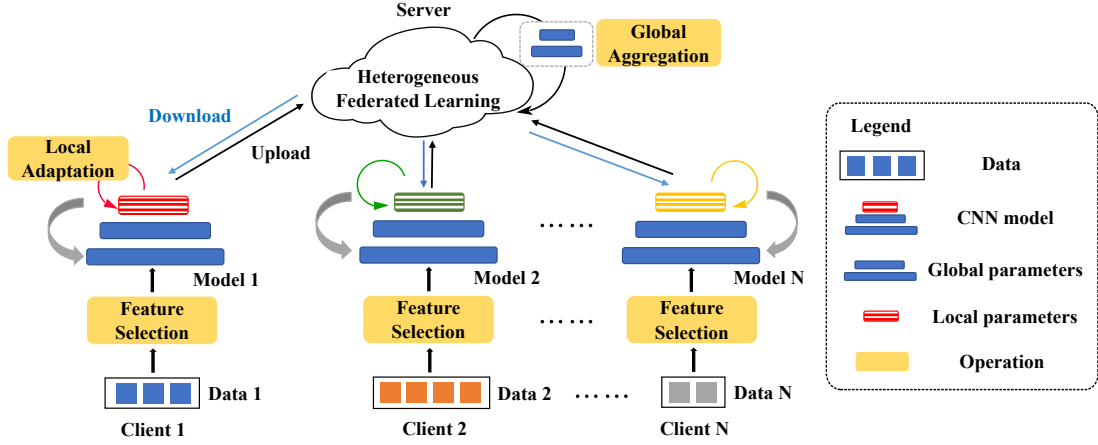 Server
Global
Aggregation
Heterogeneous
Federated Learning
Download
Upload
Local
Adaptation
Model 1
Model 2
Model N
…...
Feature
Selection
Feature
Selection
…...
Feature
Selection
Data 1
Data 2
…...
Data N
Client 1
Client 2
Client N
Legend
Data
CNN model
Global parameters
Local parameters
Operation